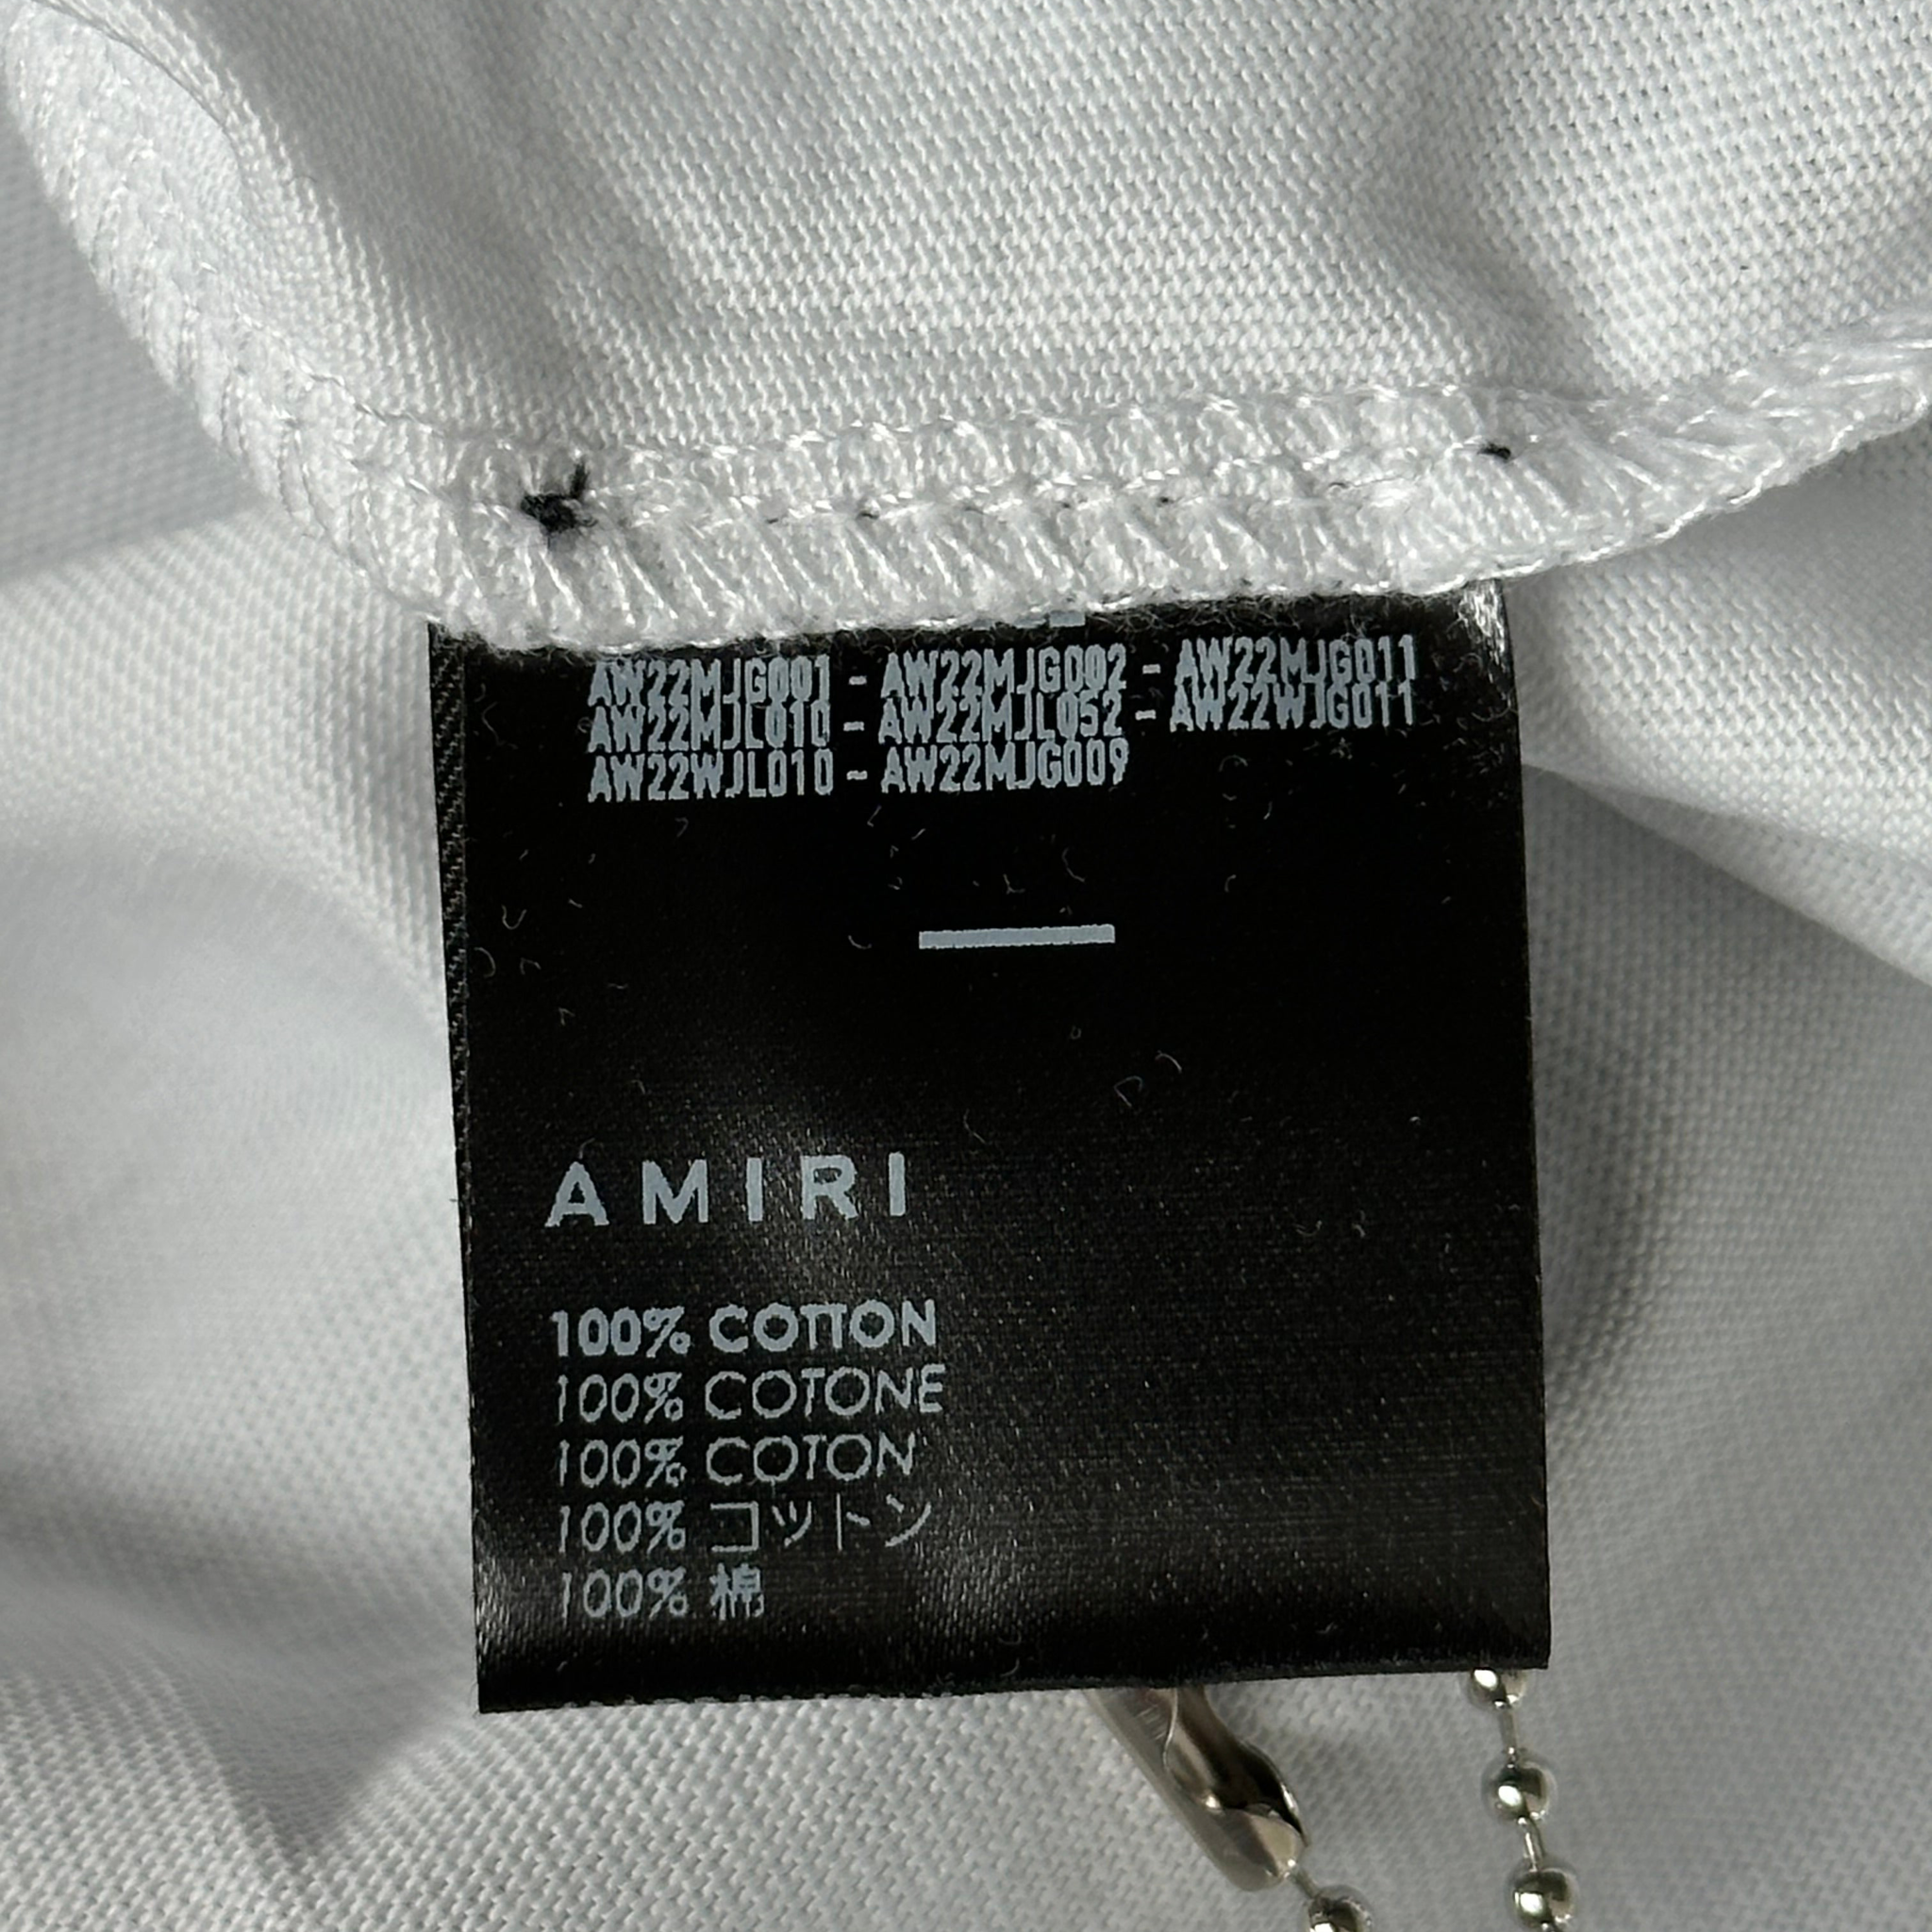 AW22MJG001 - AW22MJG002 - AW22MJG011
AW22MJL010 - AW22MJL052 - AW22WJG011
AW22WJL010 - AW22MJG009
AMIRI
100% COTTON
100% COTONE
100% COTON
100% コットン
100% 棉